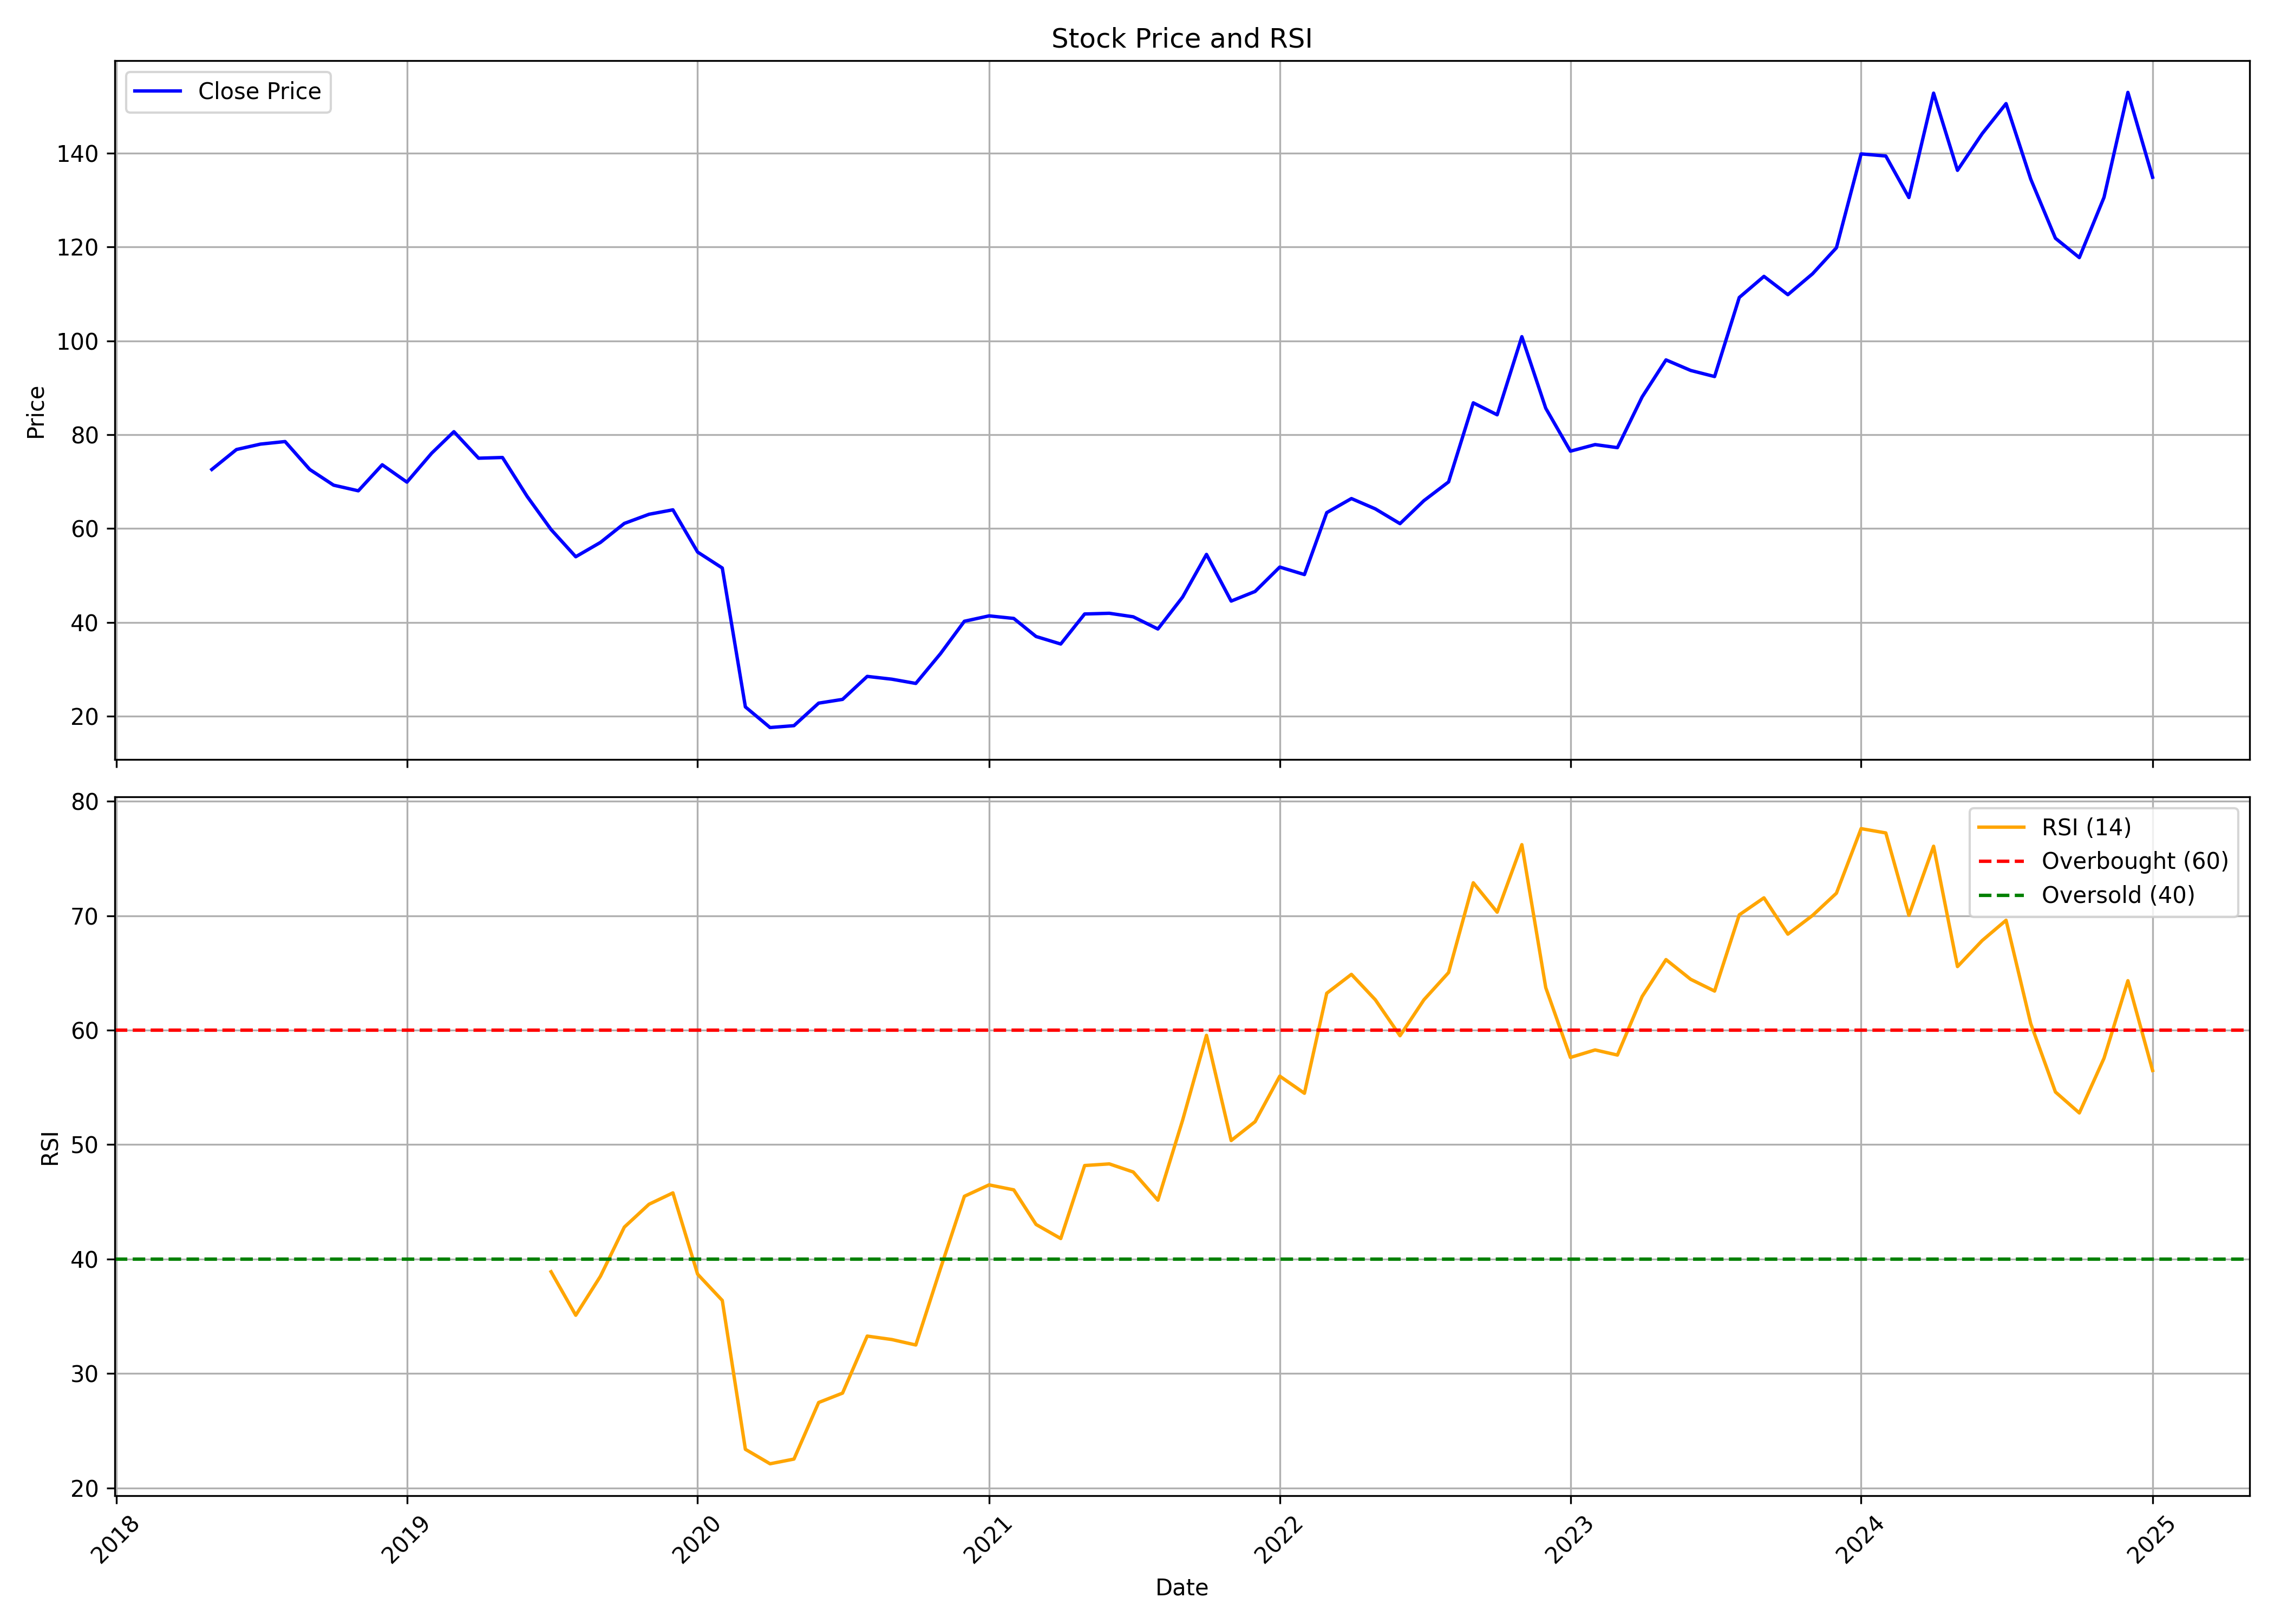 Stock Price and RSI
Close Price
Price
140
120
100
80
60
40
20
RSI (14)
Overbought (60)
Oversold (40)
RSI
80
70
60
50
40
30
20
2018
2019
2020
2021
2022
2023
2024
2025
Date